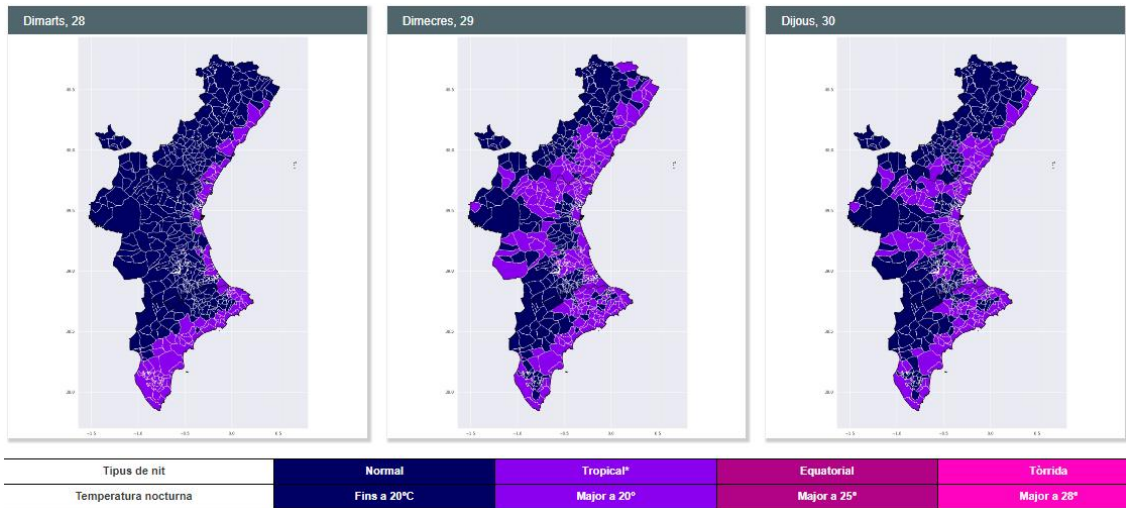 Dimarts, 28
Dimecres, 29
Dijous, 30
Tipus de nit Normal Tropical* Equatorial Tòrrida
Temperatura nocturna Fins a 20ºC Major a 20º Major a 25º Major a 28º